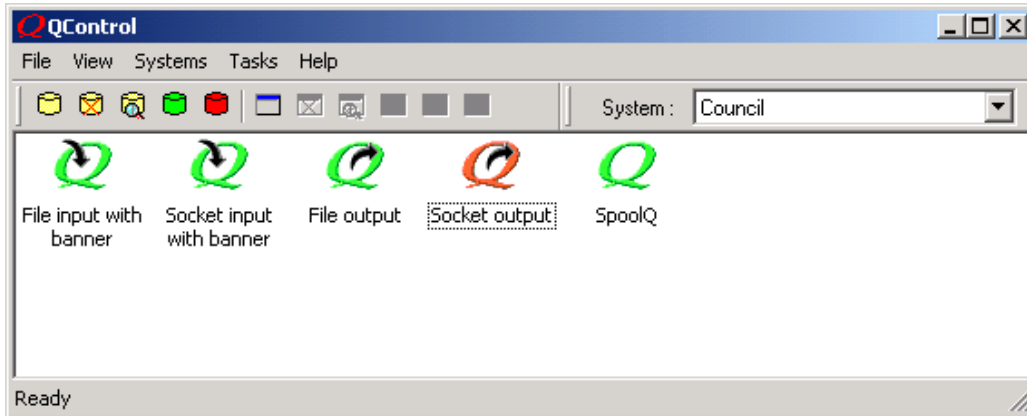 QControl
File View Systems Tasks Help
System : Council
File input with Socket input File output Socket output SpoolQ
banner with banner
Ready